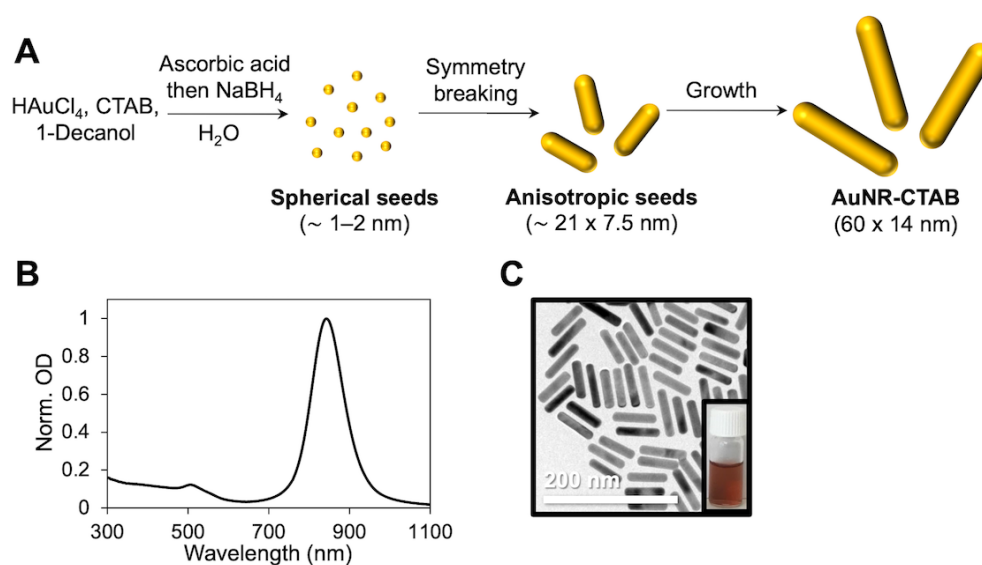 A
HAuCl₄, CTAB,
1-Decanol
Ascorbic acid
then NaBH₄
H₂O
Symmetry
breaking
Growth
Spherical seeds
(~ 1–2 nm)
Anisotropic seeds
(~ 21 x 7.5 nm)
AuNR-CTAB
(60 x 14 nm)
B
Norm. OD
1
0.8
0.6
0.4
0.2
0
300 500 700 900 1100
Wavelength (nm)
C
200 nm